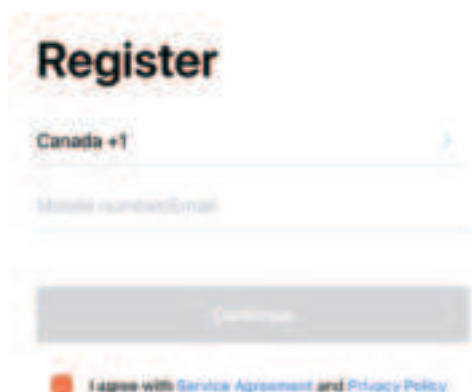 Register
Canada +1
Mobile number/Email
Continue
I agree with Service Agreement and Privacy Policy